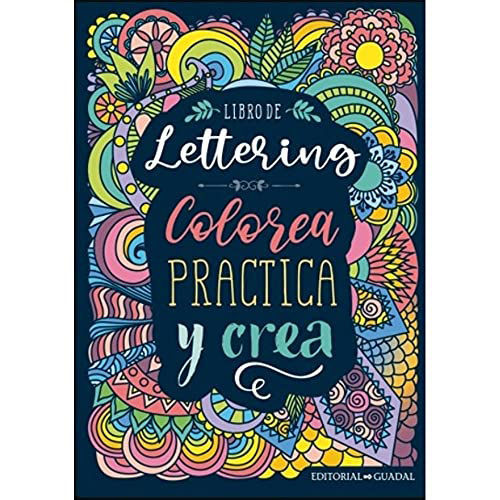 LIBRO DE
Lettering
Colorea
PRACTICA
y crea
EDITORIAL➡GUADAL